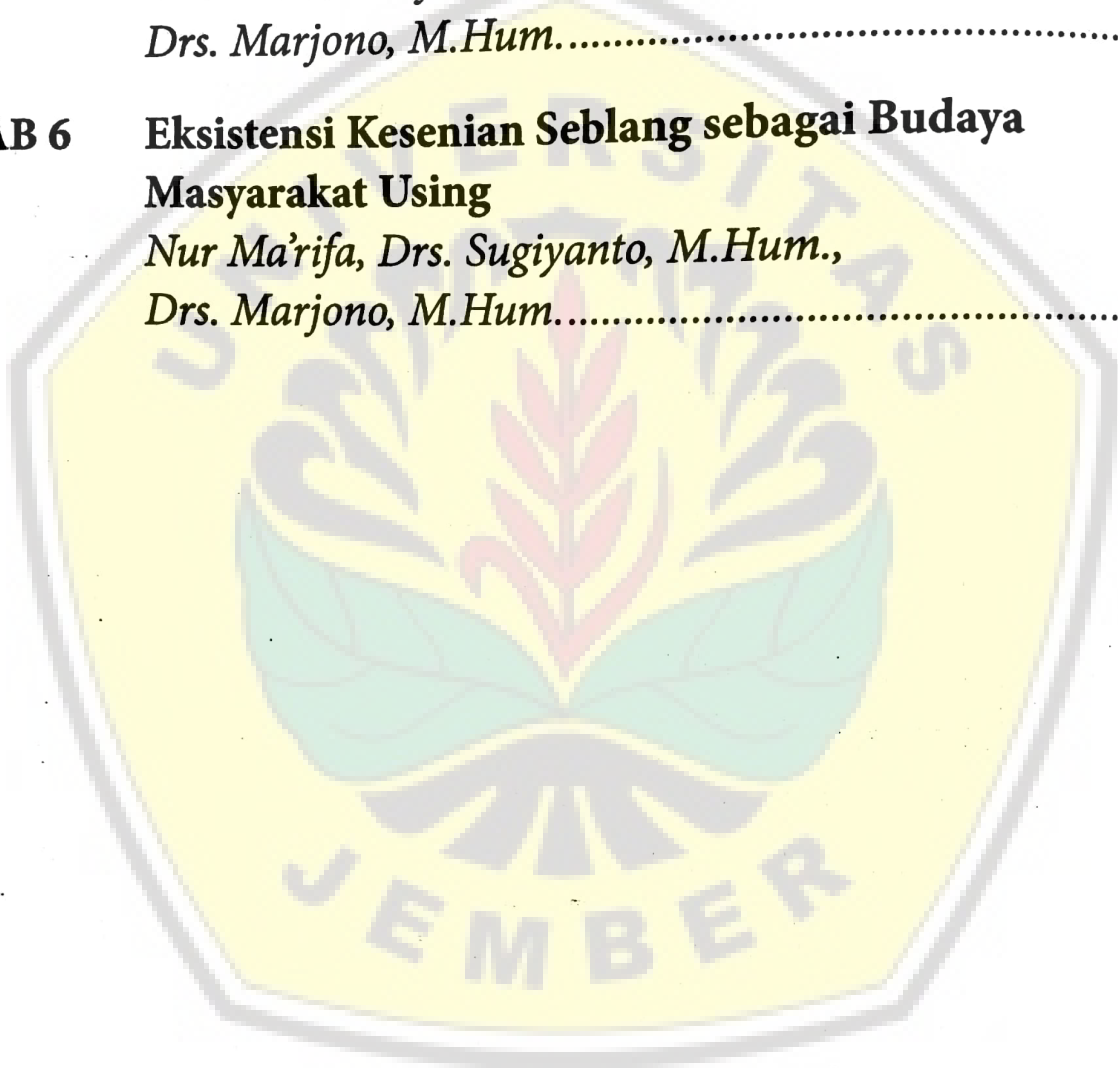 Drs. Marjono, M.Hum.............................................................
AB 6 Eksistensi Kesenian Seblang sebagai Budaya
Masyarakat Using
Nur Ma'rifa, Drs. Sugiyanto, M.Hum.,
Drs. Marjono, M.Hum.............................................................
UNIVERSITAS
JEMBER